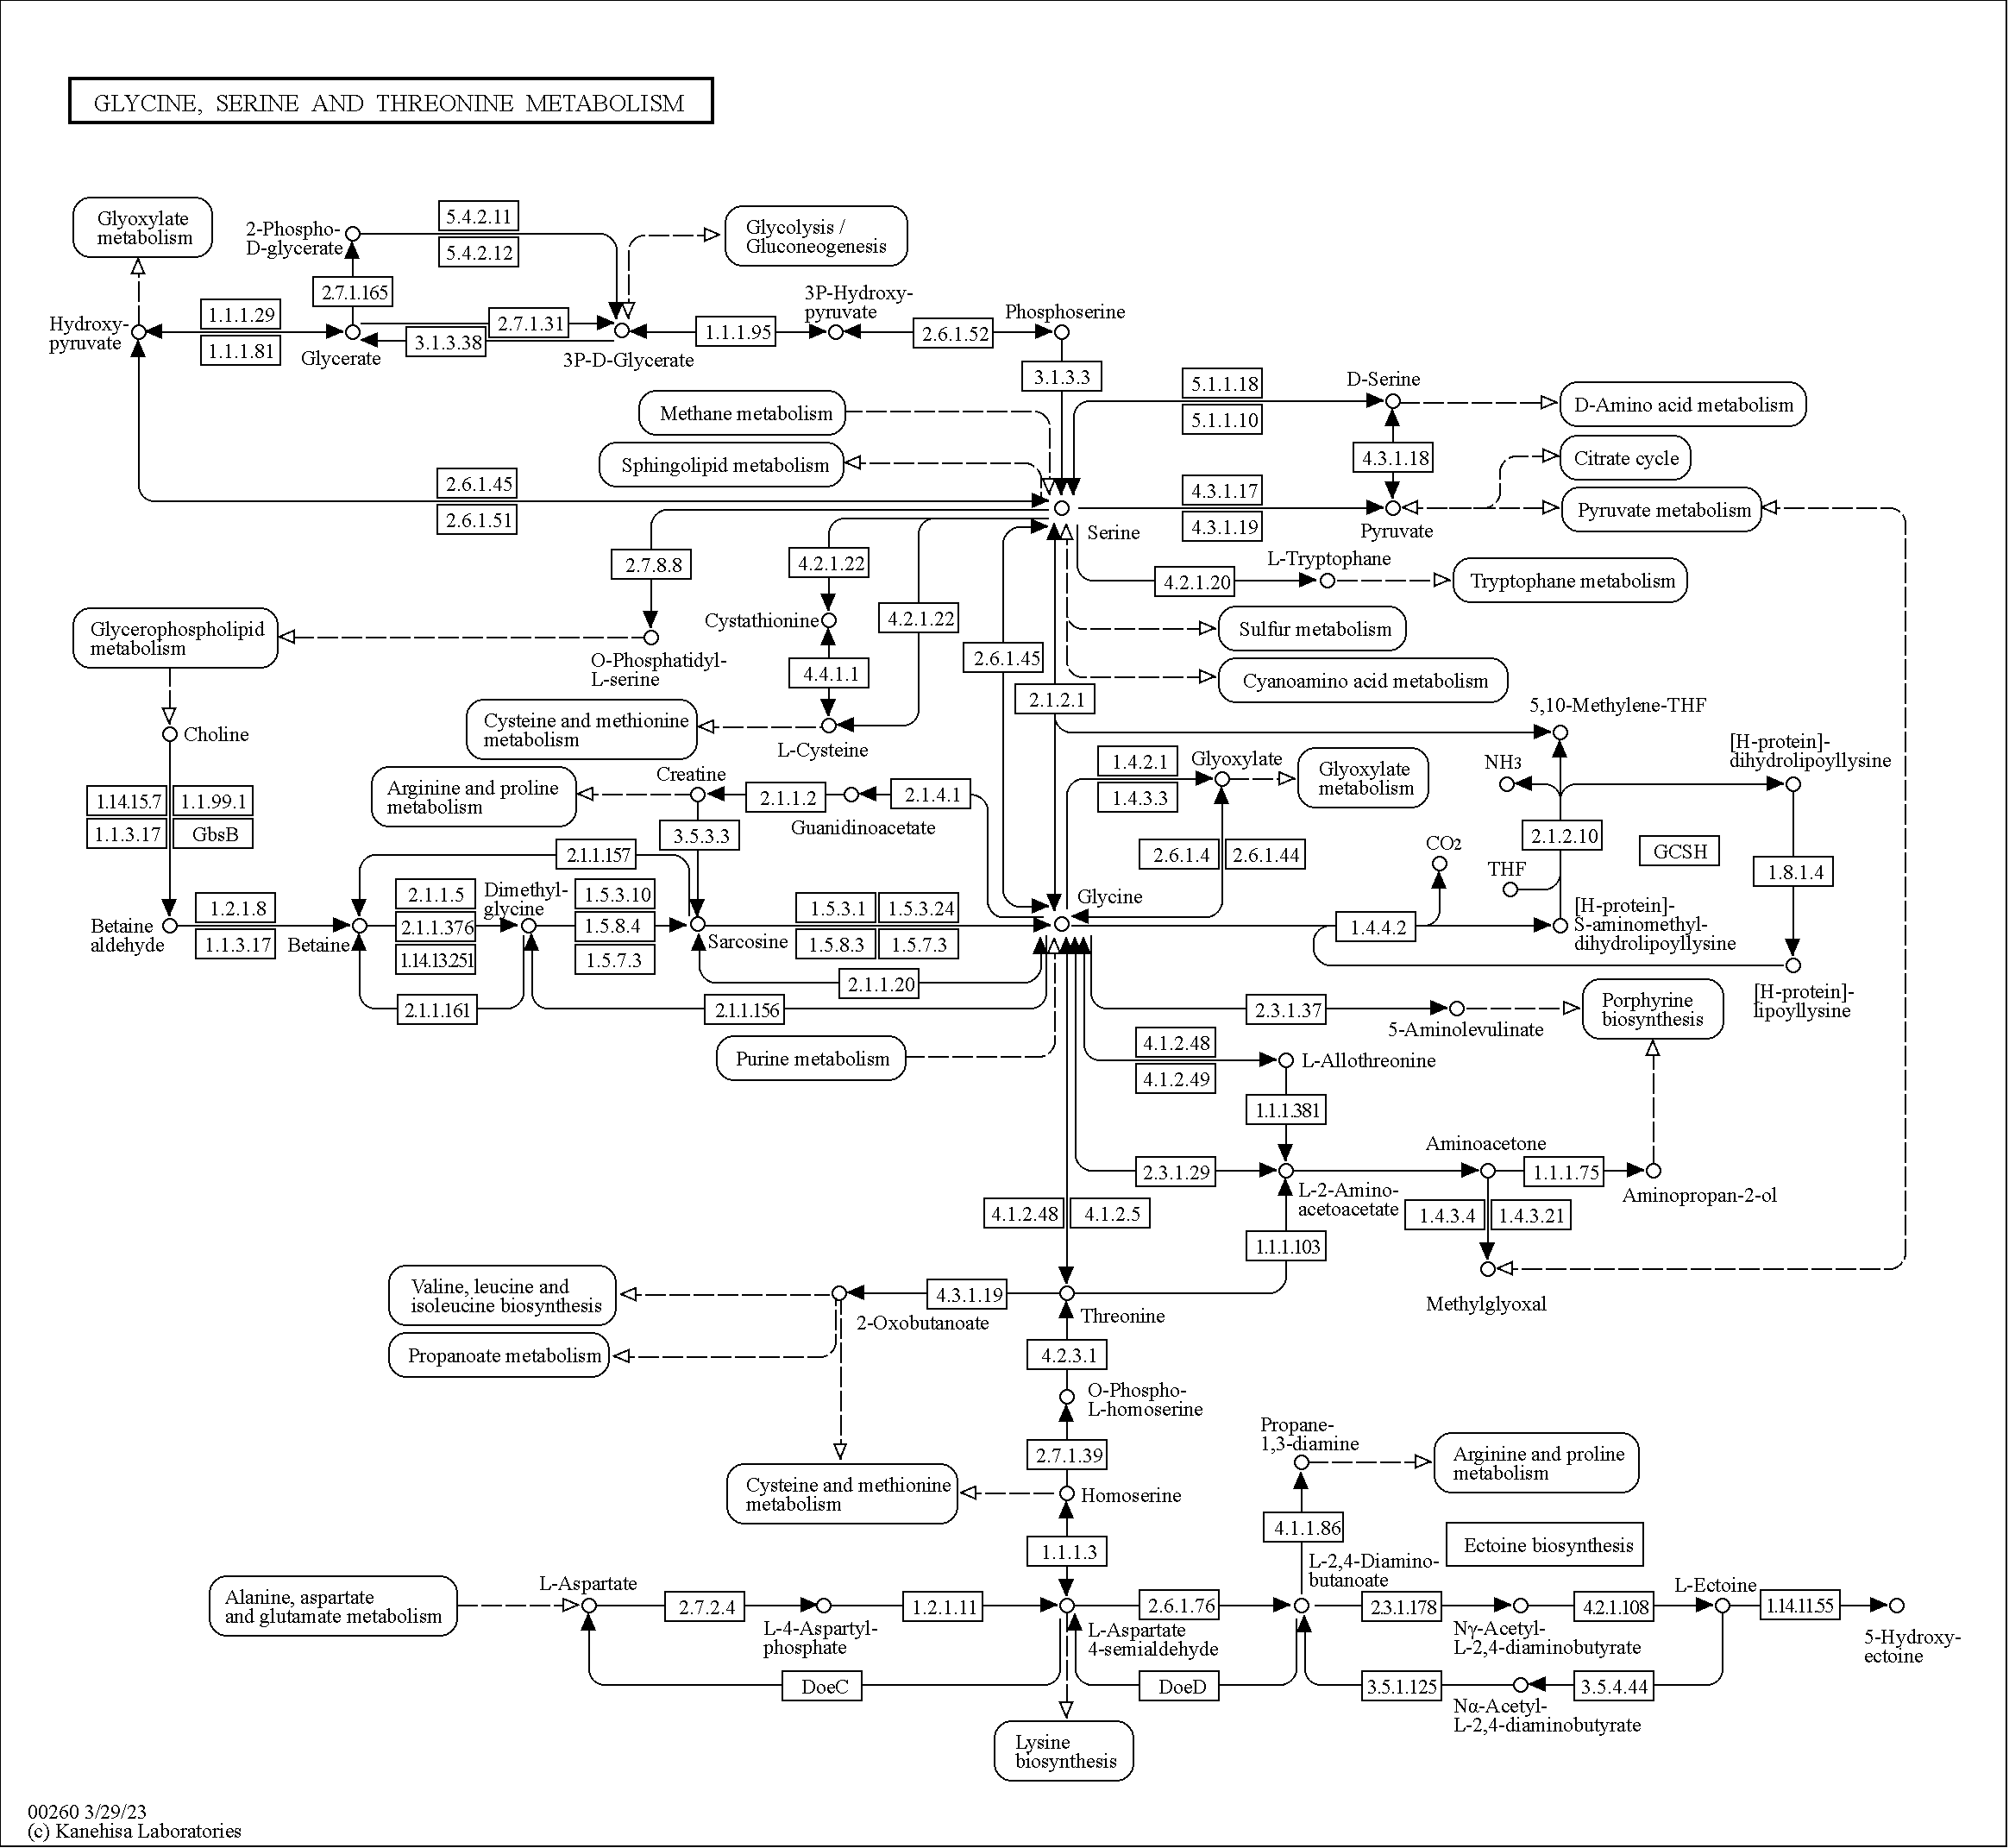 GLYCINE, SERINE AND THREONINE METABOLISM
Glyoxylate
metabolism
2-Phospho-
D-glycerate
5.4.2.11
5.4.2.12
Glycolysis /
Gluconeogenesis
2.7.1.165
Hydroxy-
pyruvate
1.1.1.29
1.1.1.81
Glycerate
2.7.1.31
3.1.3.38
3P-D-Glycerate
1.1.1.95
3P-Hydroxy-
pyruvate
2.6.1.52
Phosphoserine
3.1.3.3
Methane metabolism
Sphingolipid metabolism
5.1.1.18
5.1.1.10
D-Serine
D-Amino acid metabolism
4.3.1.18
Citrate cycle
2.6.1.45
2.6.1.51
4.3.1.17
4.3.1.19
Pyruvate metabolism
Serine
Pyruvate
2.7.8.8
4.2.1.22
4.2.1.20
L-Tryptophane
Tryptophane metabolism
Cystathionine
4.2.1.22
Glycerophospholipid
metabolism
O-Phosphatidyl-
L-serine
4.4.1.1
2.6.1.45
Sulfur metabolism
Cyanoamino acid metabolism
2.1.2.1
5,10-Methylene-THF
Cysteine and methionine
metabolism
L-Cysteine
Choline
[H-protein]-
dihydrolipoyllysine
Arginine and proline
metabolism
Creatine
2.1.1.2
2.1.4.1
Guanidinoacetate
1.4.2.1
1.4.3.3
Glyoxylate
Glyoxylate
metabolism
NH3
1.14.15.7
1.1.99.1
1.1.3.17
GbsB
3.5.3.3
2.1.1.157
2.6.1.4
2.6.1.44
CO2
2.1.2.10
GCSH
THF
1.8.1.4
Betaine
aldehyde
1.2.1.8
1.1.3.17
Betaine
2.1.1.5
2.1.1.376
1.14.13.251
Dimethyl-
glycine
1.5.3.10
1.5.8.4
1.5.7.3
Sarcosine
1.5.3.1
1.5.3.24
1.5.8.3
1.5.7.3
Glycine
1.4.4.2
[H-protein]-
S-aminomethyl-
dihydrolipoyllysine
2.1.1.20
2.1.1.161
2.1.1.156
[H-protein]-
lipoyllysine
2.3.1.37
5-Aminolevulinate
Porphyrine
biosynthesis
Purine metabolism
4.1.2.48
4.1.2.49
L-Allothreonine
1.1.1.381
2.3.1.29
L-2-Amino-
acetoacetate
Aminoacetone
1.1.1.75
Aminopropan-2-ol
1.4.3.4
1.4.3.21
4.1.2.48
4.1.2.5
1.1.1.103
Methylglyoxal
Valine, leucine and
isoleucine biosynthesis
4.3.1.19
2-Oxobutanoate
Threonine
Propanoate metabolism
4.2.3.1
O-Phospho-
L-homoserine
2.7.1.39
Propane-
1,3-diamine
Arginine and proline
metabolism
Cysteine and methionine
metabolism
Homoserine
4.1.1.86
Ectoine biosynthesis
1.1.1.3
Alanine, aspartate
and glutamate metabolism
L-Aspartate
2.7.2.4
L-4-Aspartyl-
phosphate
1.2.1.11
L-Aspartate
4-semialdehyde
2.6.1.76
L-2,4-Diamino-
butanoate
2.3.1.178
Nγ-Acetyl-
L-2,4-diaminobutyrate
4.2.1.108
L-Ectoine
1.14.11.55
5-Hydroxy-
ectoine
DoeC
DoeD
3.5.1.125
3.5.4.44
Nα-Acetyl-
L-2,4-diaminobutyrate
Lysine
biosynthesis
00260 3/29/23
(c) Kanehisa Laboratories